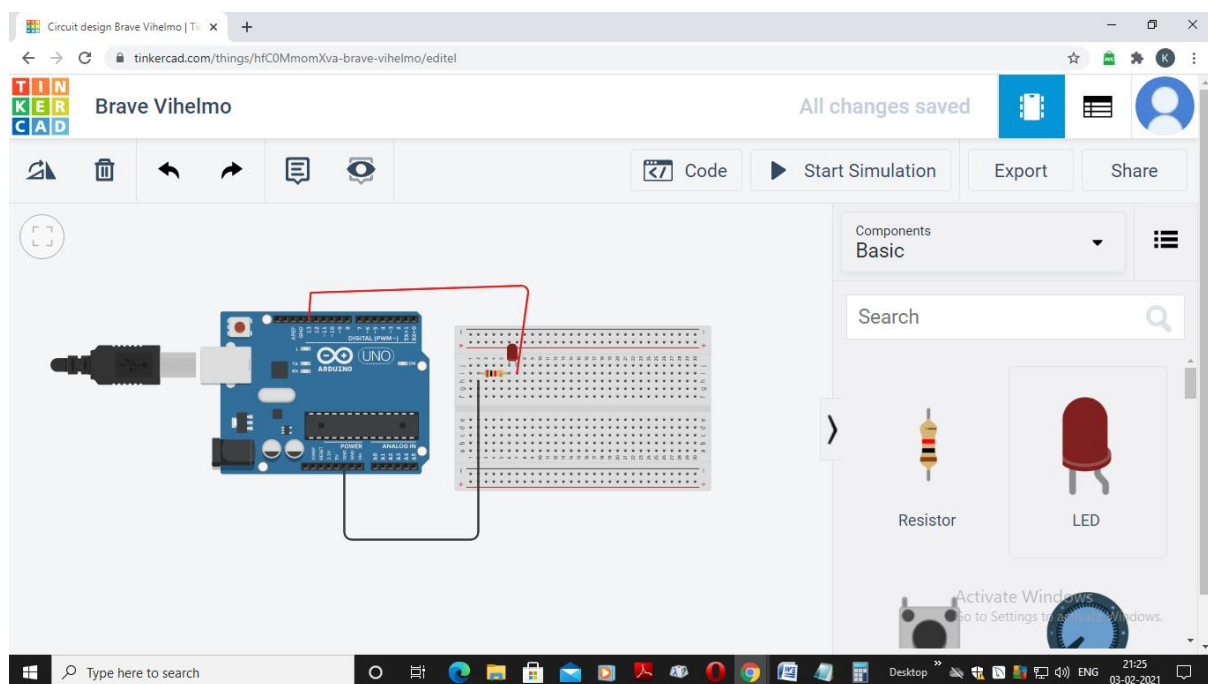 Circuit design Brave Vihelmo | Tin
tinkercad.com/things/hfC0MmomXva-brave-vihelmo/editel
K
TIN
KER
CAD
Brave Vihelmo
All changes saved
Code
Start Simulation
Export
Share
Components
Basic
Search
DIGITAL (PWM~)
UNO
ARDUINO
POWER
ANALOG IN
Resistor
LED
Activate Windows
Go to Settings to activate Windows.
Type here to search
Desktop
ENG
21:25
03-02-2021